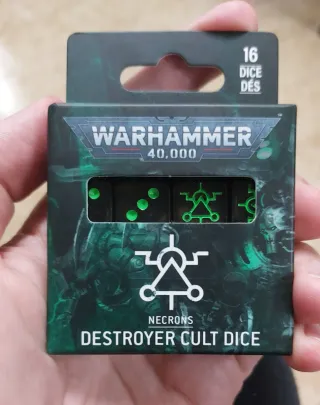 16
DICE
DÉS
WARHAMMER
40,000
NECRONS
DESTROYER CULT DICE